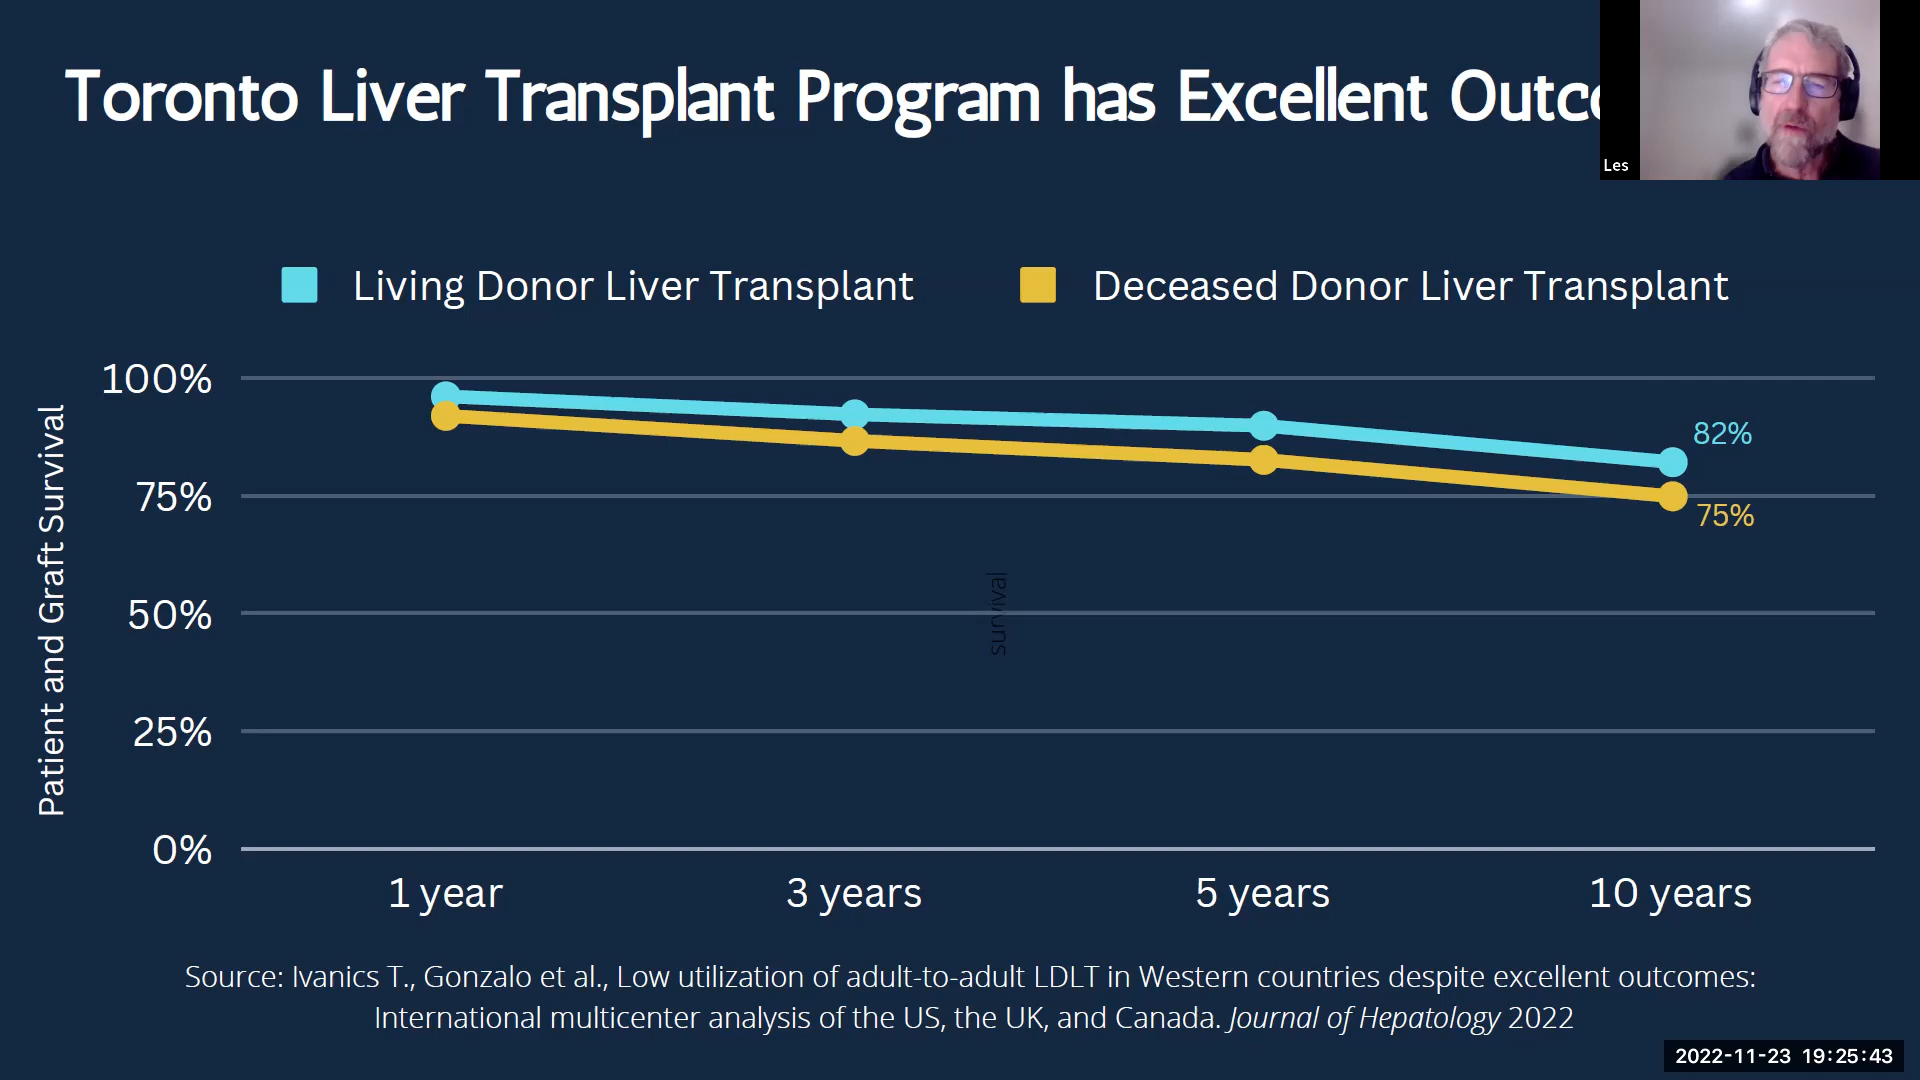 Toronto Liver Transplant Program has Excellent Outco
Les
Living Donor Liver Transplant
Deceased Donor Liver Transplant
Patient and Graft Survival
100%
75%
50%
25%
0%
82%
75%
survival
1 year
3 years
5 years
10 years
Source: Ivanics T., Gonzalo et al., Low utilization of adult-to-adult LDLT in Western countries despite excellent outcomes:
International multicenter analysis of the US, the UK, and Canada. Journal of Hepatology 2022
2022-11-23 19:25:43